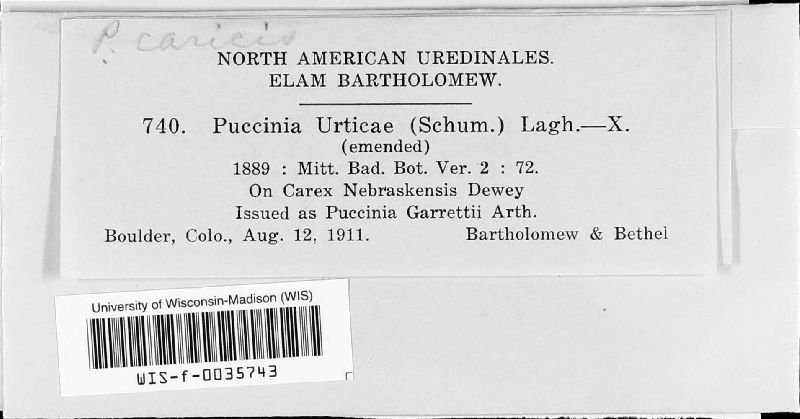 P. caricis
NORTH AMERICAN UREDINALES.
ELAM BARTHOLOMEW.
740. Puccinia Urticae (Schum.) Lagh.—X.
(emended)
1889 : Mitt. Bad. Bot. Ver. 2 : 72.
On Carex Nebraskensis Dewey
Issued as Puccinia Garrettii Arth.
Boulder, Colo., Aug. 12, 1911. Bartholomew & Bethel
University of Wisconsin-Madison (WIS)
WIS-f-0035743